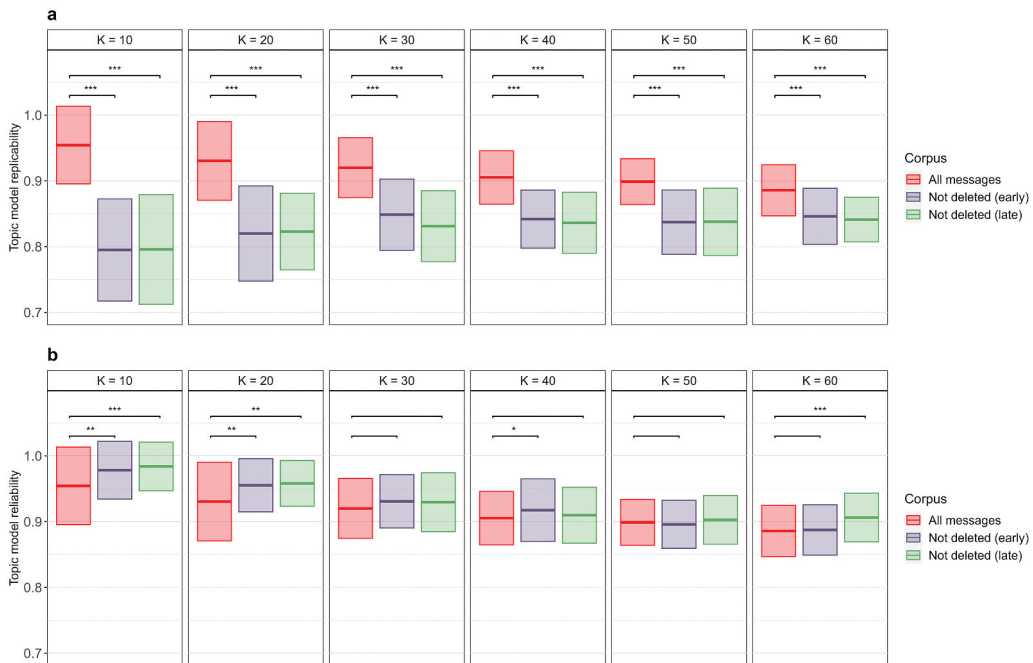 a
K = 10 K = 20 K = 30 K = 40 K = 50 K = 60
*** *** *** *** *** ***
*** *** *** *** *** ***
Topic model replicability
1.0
0.9
0.8
0.7
Corpus
All messages
Not deleted (early)
Not deleted (late)
b
K = 10 K = 20 K = 30 K = 40 K = 50 K = 60
*** ** ***
** ** *
Topic model reliability
1.0
0.9
0.8
0.7
Corpus
All messages
Not deleted (early)
Not deleted (late)